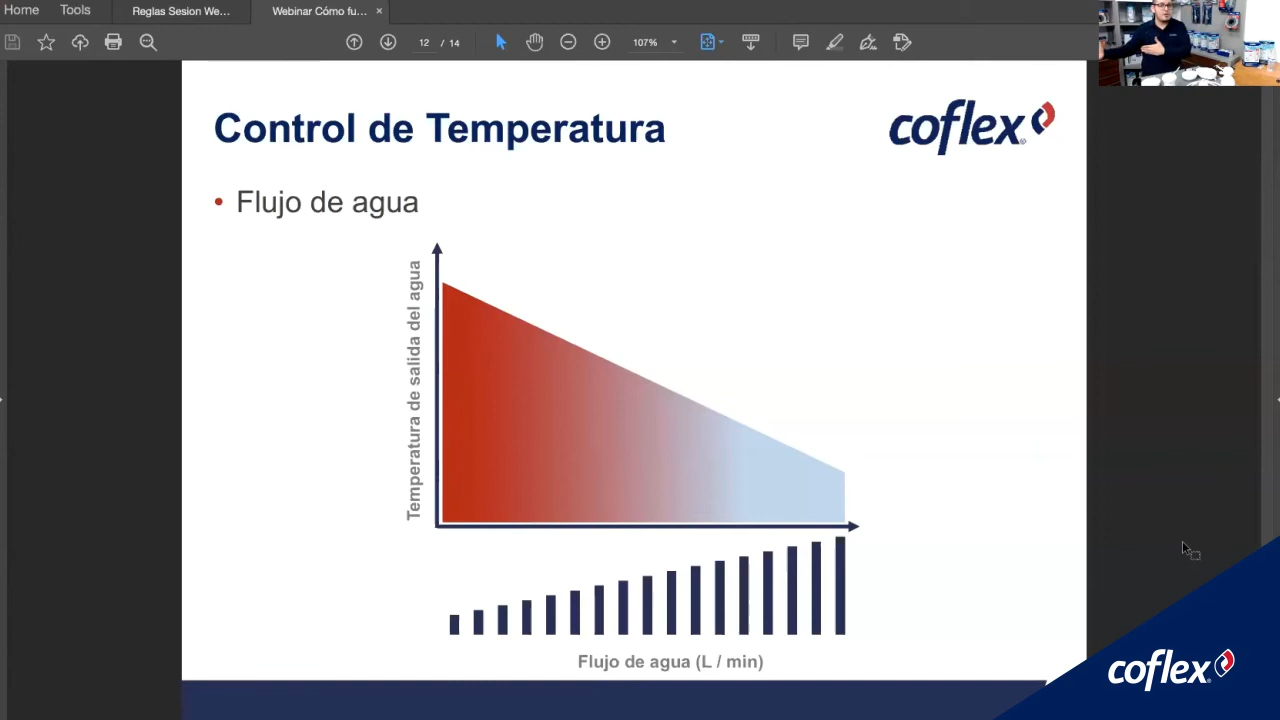 Home
Tools
Reglas Sesion We...
Webinar Cómo fu...
×
12 / 14
107%
Control de Temperatura
coflex®
• Flujo de agua
Temperatura de salida del agua
Flujo de agua (L / min)
coflex®